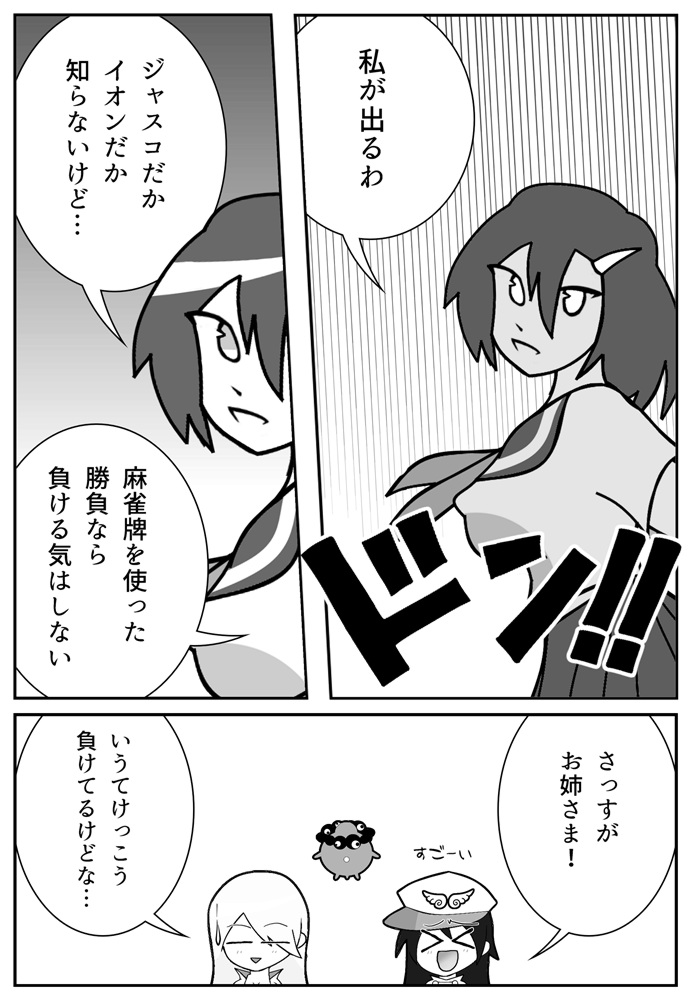 私が出るわ
ドン!!
ジャスコだか
イオンだか
知らないけど…
麻雀牌を使った
勝負なら
負ける気はしない
さっすが
お姉さま！
すごーい
いうてけっこう
負けてるけどな…